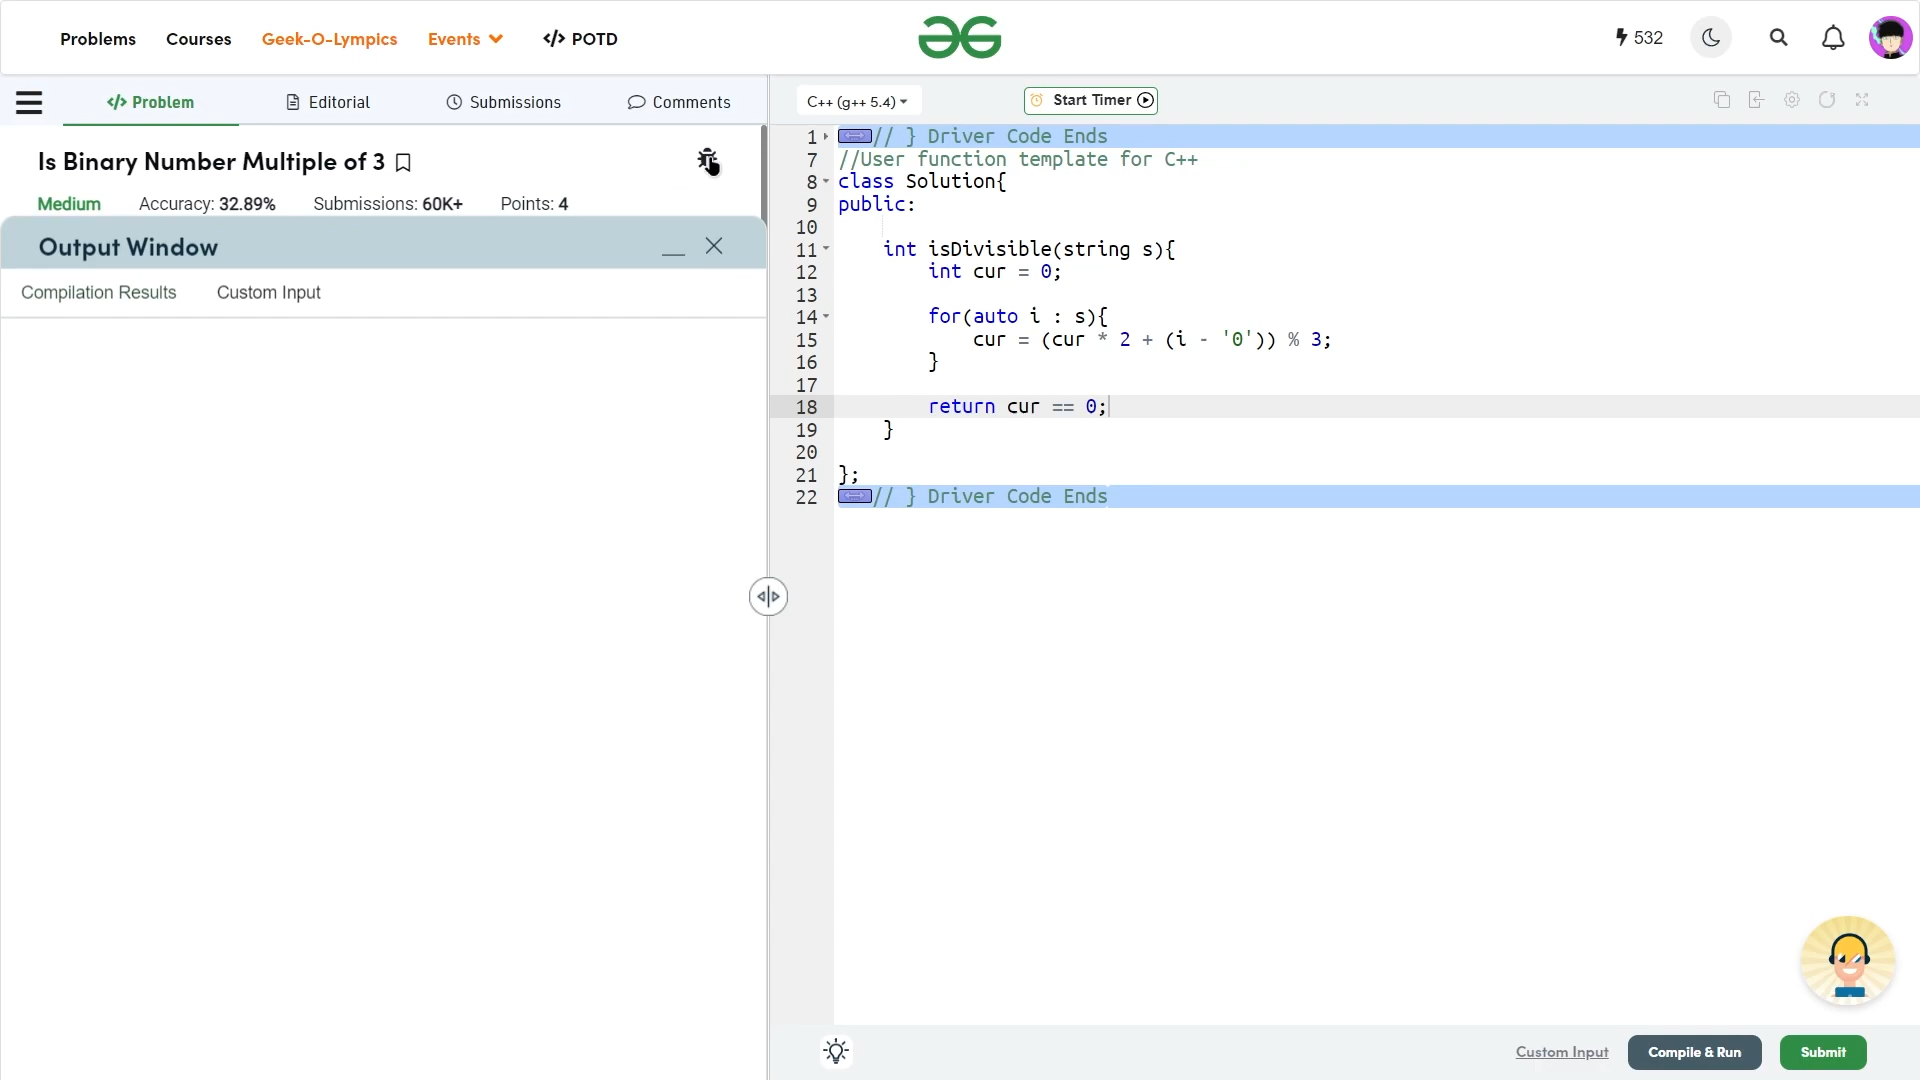 Problems Courses Geek-O-Lympics Events </> POTD
532
</> Problem Editorial Submissions Comments
Is Binary Number Multiple of 3
Medium Accuracy: 32.89% Submissions: 60K+ Points: 4
Output Window
Compilation Results Custom Input
C++ (g++ 5.4) Start Timer
1 // } Driver Code Ends
7 //User function template for C++
8 class Solution{
9 public:
10
11 int isDivisible(string s){
12 int cur = 0;
13
14 for(auto i : s){
15 cur = (cur * 2 + (i - '0')) % 3;
16 }
17
18 return cur == 0;
19 }
20
21 };
22 // } Driver Code Ends
Custom Input Compile & Run Submit